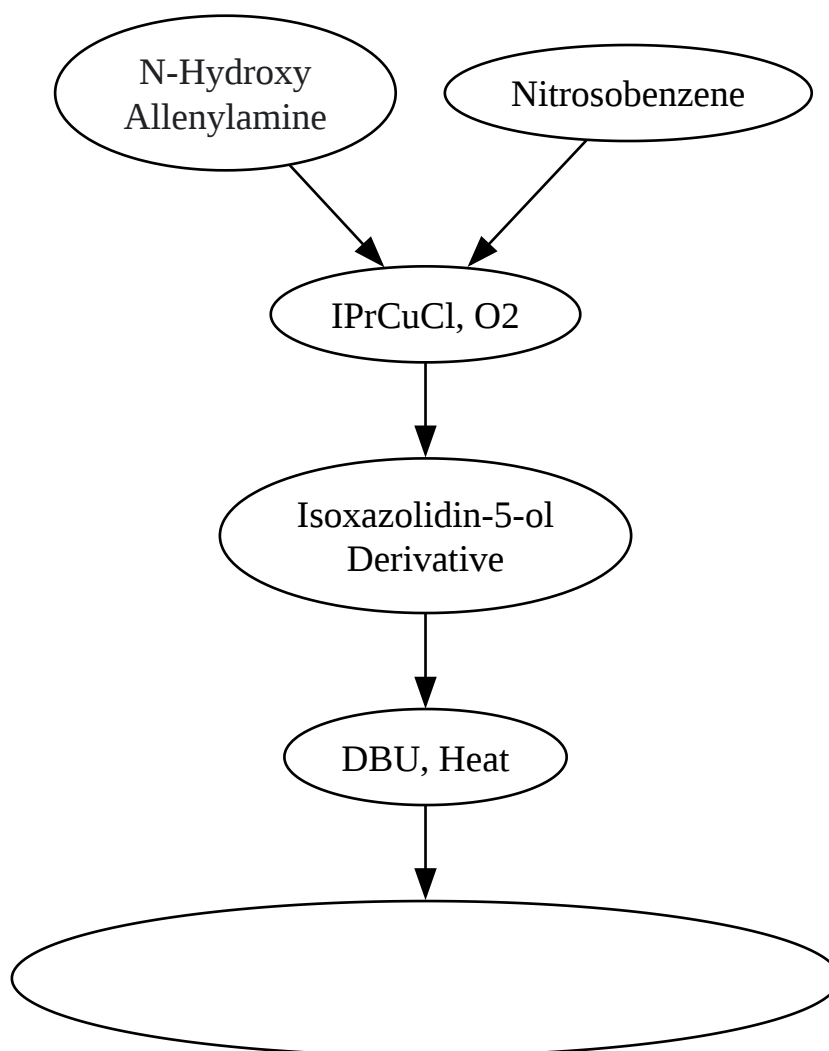 N-Hydroxy
Allenylamine
Nitrosobenzene
IPrCuCl, O2
Isoxazolidin-5-ol
Derivative
DBU, Heat